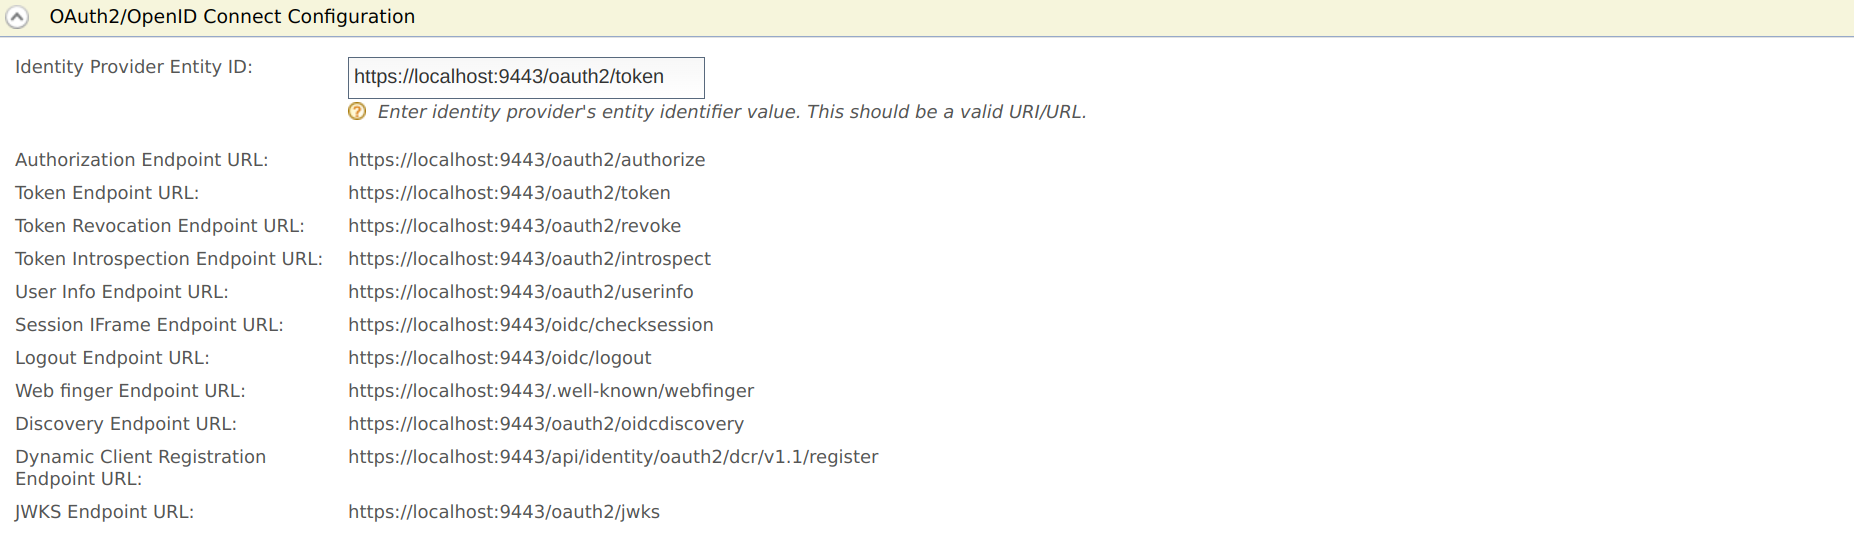 OAuth2/OpenID Connect Configuration
Identity Provider Entity ID: https://localhost:9443/oauth2/token
Enter identity provider's entity identifier value. This should be a valid URI/URL.
Authorization Endpoint URL: https://localhost:9443/oauth2/authorize
Token Endpoint URL: https://localhost:9443/oauth2/token
Token Revocation Endpoint URL: https://localhost:9443/oauth2/revoke
Token Introspection Endpoint URL: https://localhost:9443/oauth2/introspect
User Info Endpoint URL: https://localhost:9443/oauth2/userinfo
Session IFrame Endpoint URL: https://localhost:9443/oidc/checksession
Logout Endpoint URL: https://localhost:9443/oidc/logout
Web finger Endpoint URL: https://localhost:9443/.well-known/webfinger
Discovery Endpoint URL: https://localhost:9443/oauth2/oidcdiscovery
Dynamic Client Registration https://localhost:9443/api/identity/oauth2/dcr/v1.1/register
Endpoint URL:
JWKS Endpoint URL: https://localhost:9443/oauth2/jwks